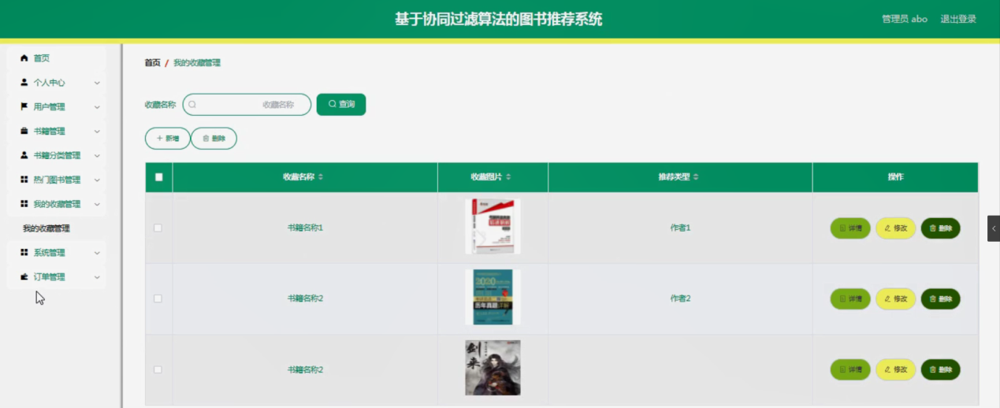 基于协同过滤算法的图书推荐系统
管理员 abo 退出登录
首页
个人中心
用户管理
书籍管理
书籍分类管理
热门图书管理
我的收藏管理
我的收藏管理
系统管理
订单管理
首页 / 我的收藏管理
收藏名称 收藏名称 查询
新增 删除
收藏名称 收藏图片 推荐类型 操作
书籍名称1 作者1 详情 修改 删除
2020
历年真题
书籍名称2 作者2 详情 修改 删除
剑来
书籍名称2 详情 修改 删除